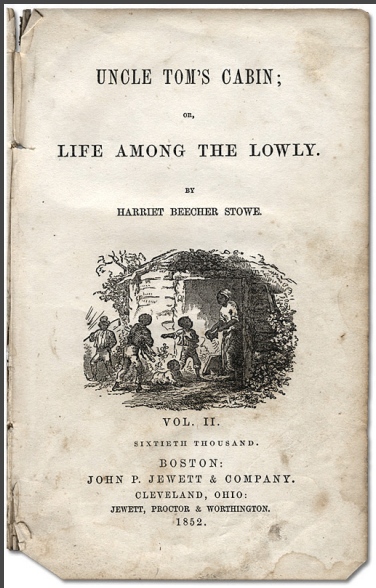 UNCLE TOM'S CABIN;
OR,
LIFE AMONG THE LOWLY.
BY
HARRIET BEECHER STOWE.
VOL. II.
SIXTIETH THOUSAND.
BOSTON:
JOHN P. JEWETT & COMPANY.
CLEVELAND, OHIO:
JEWETT, PROCTOR & WORTHINGTON.
1852.